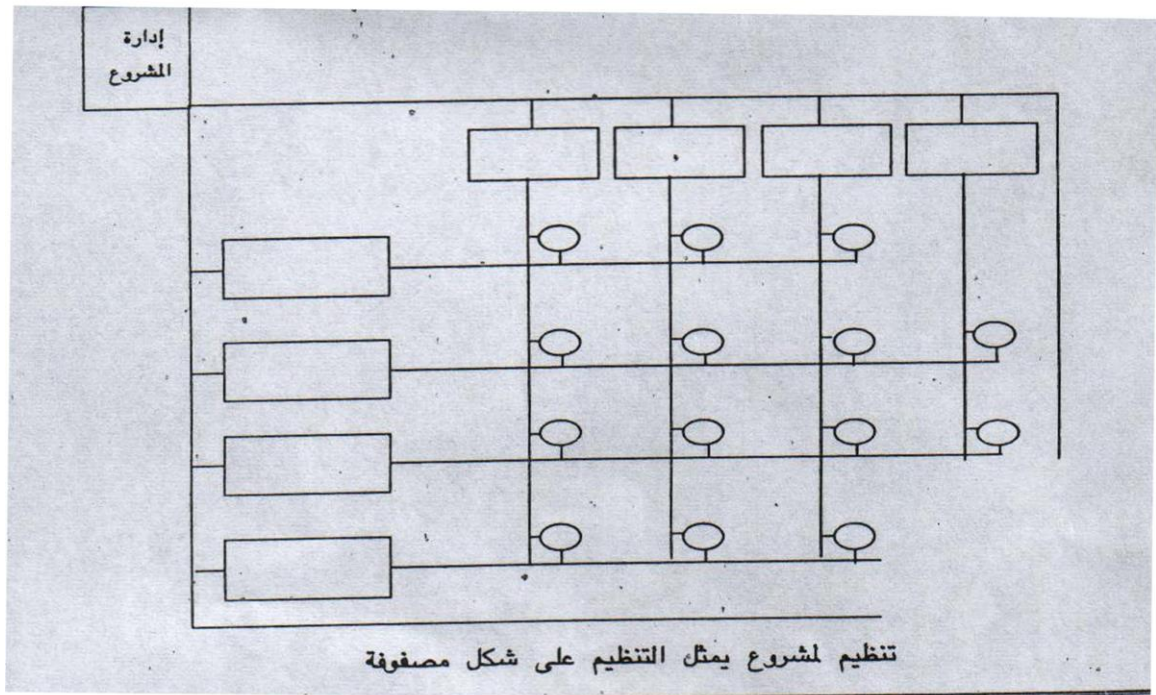 إدارة
المشروع
تنظيم لمشروع يمثل التنظيم على شكل مصفوفة